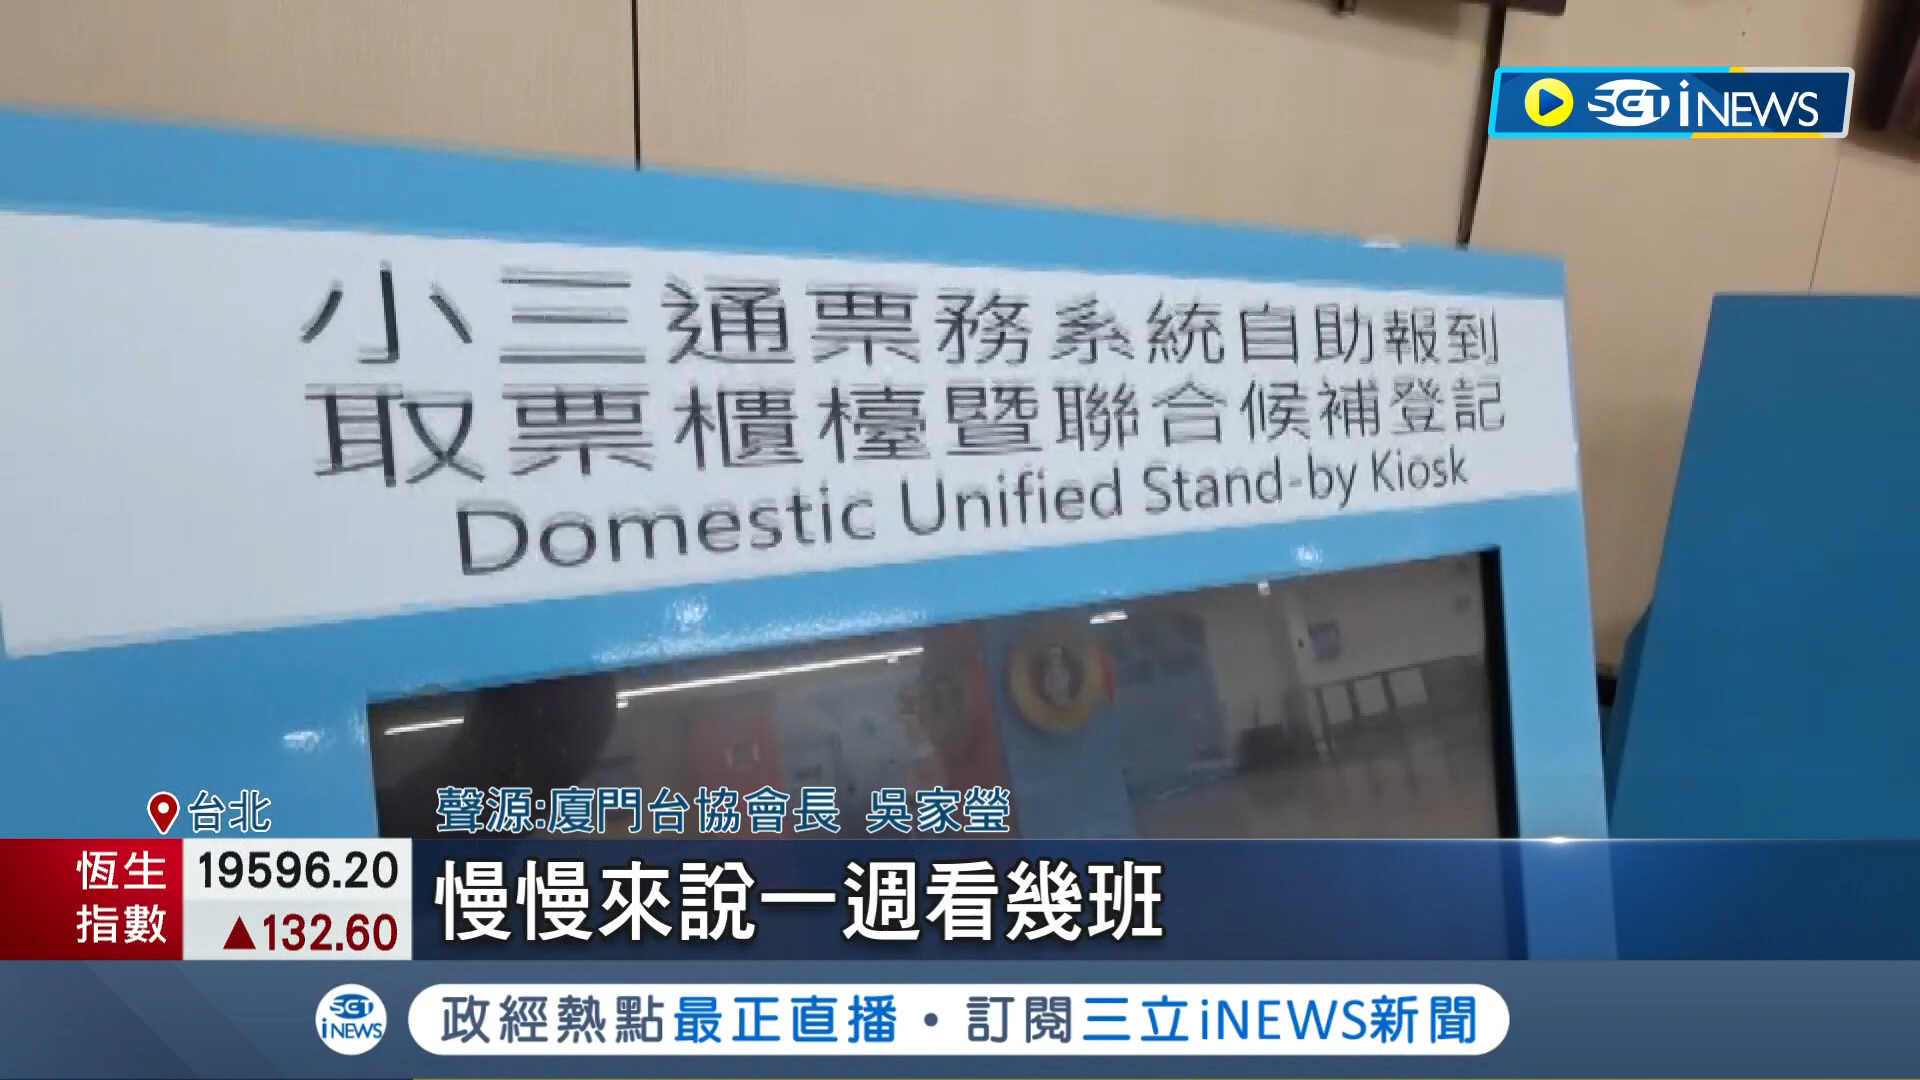 SET iNEWS
小三通票務系統自助報到
取票櫃檯暨聯合候補登記
Domestic Unified Stand-by Kiosk
台北
聲源:廈門台協會長 吳家瑩
恆生指數
19596.20
▲132.60
慢慢來說一週看幾班
SET iNEWS
政經熱點最正直播・訂閱三立iNEWS新聞